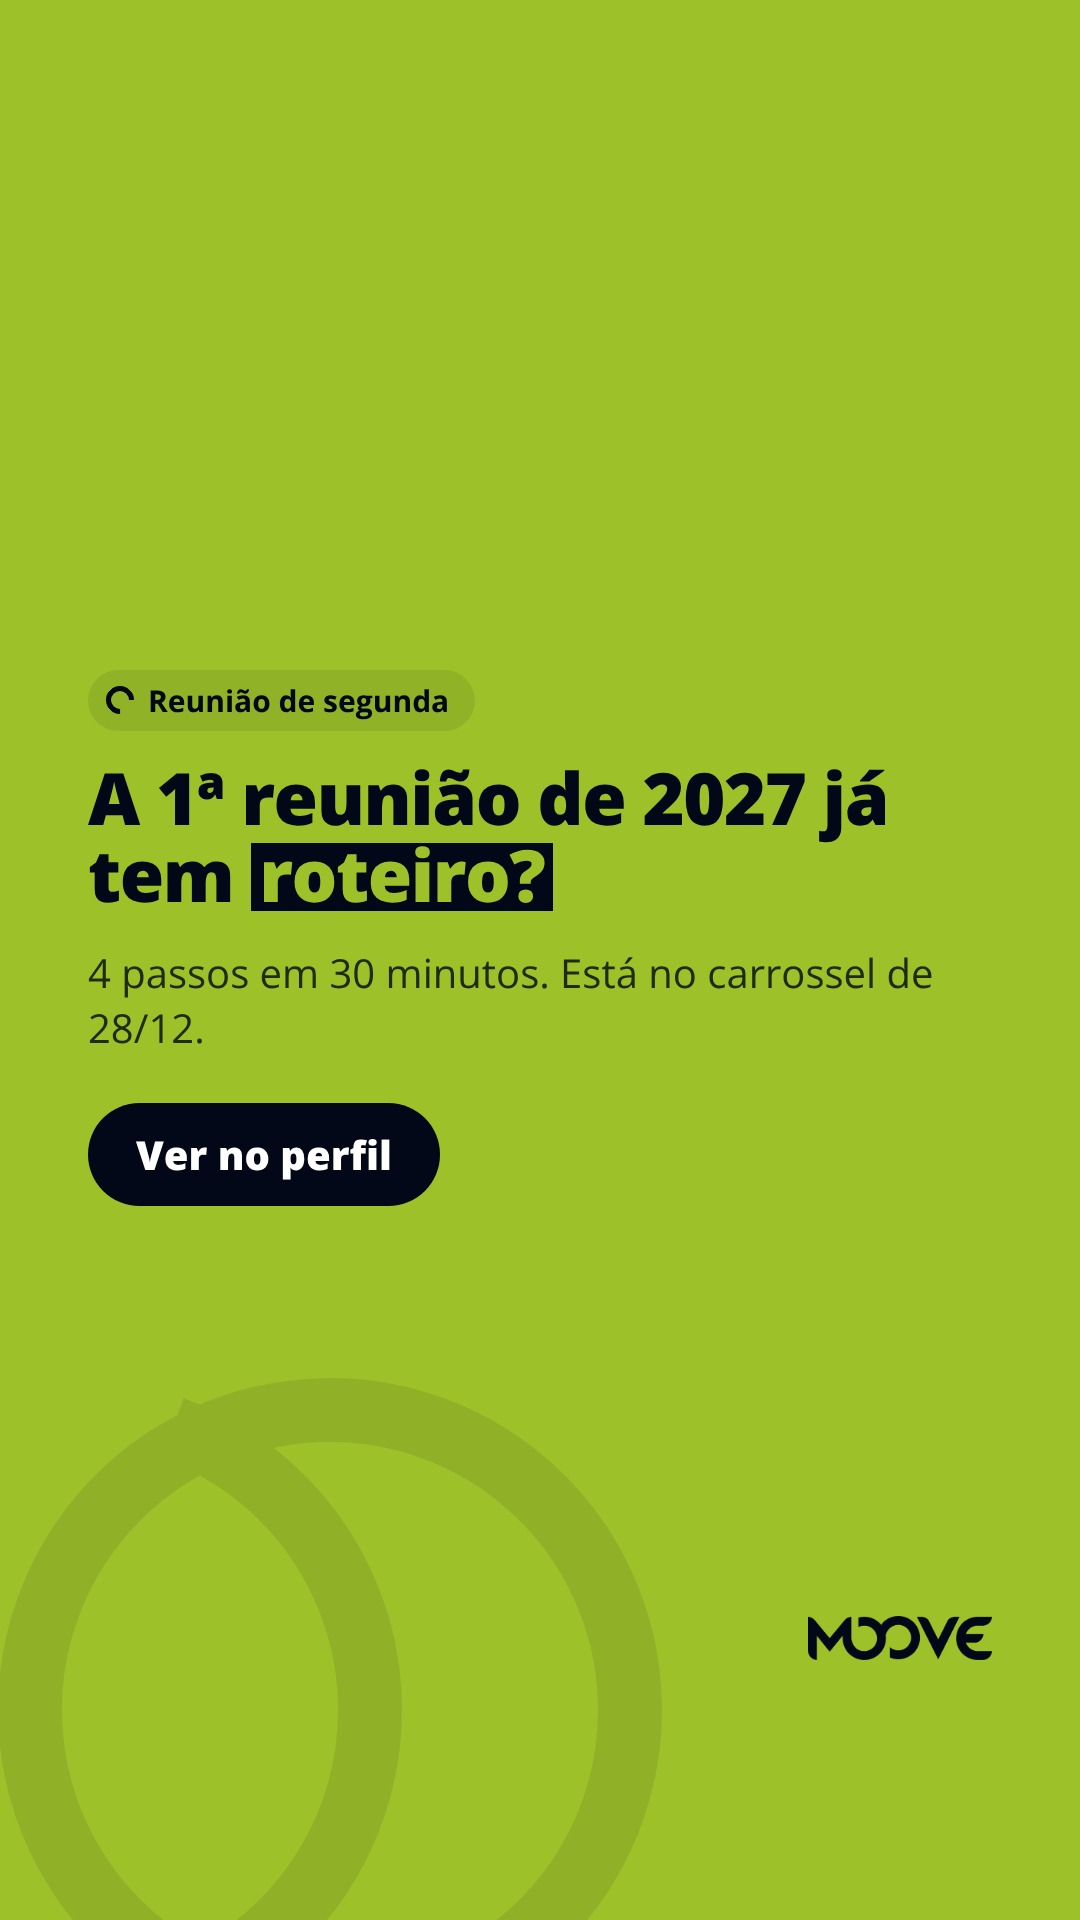 Reunião de segunda
A 1ª reunião de 2027 já
tem roteiro?
4 passos em 30 minutos. Está no carrossel de
28/12.
Ver no perfil
MOOVE